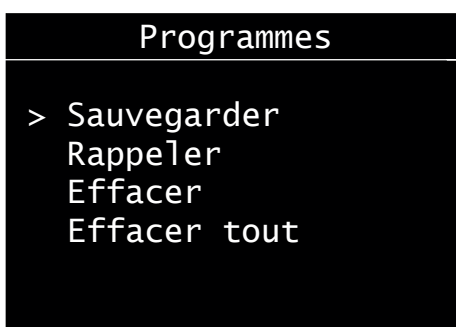 Programmes
> Sauvegarder
Rappeler
Effacer
Effacer tout